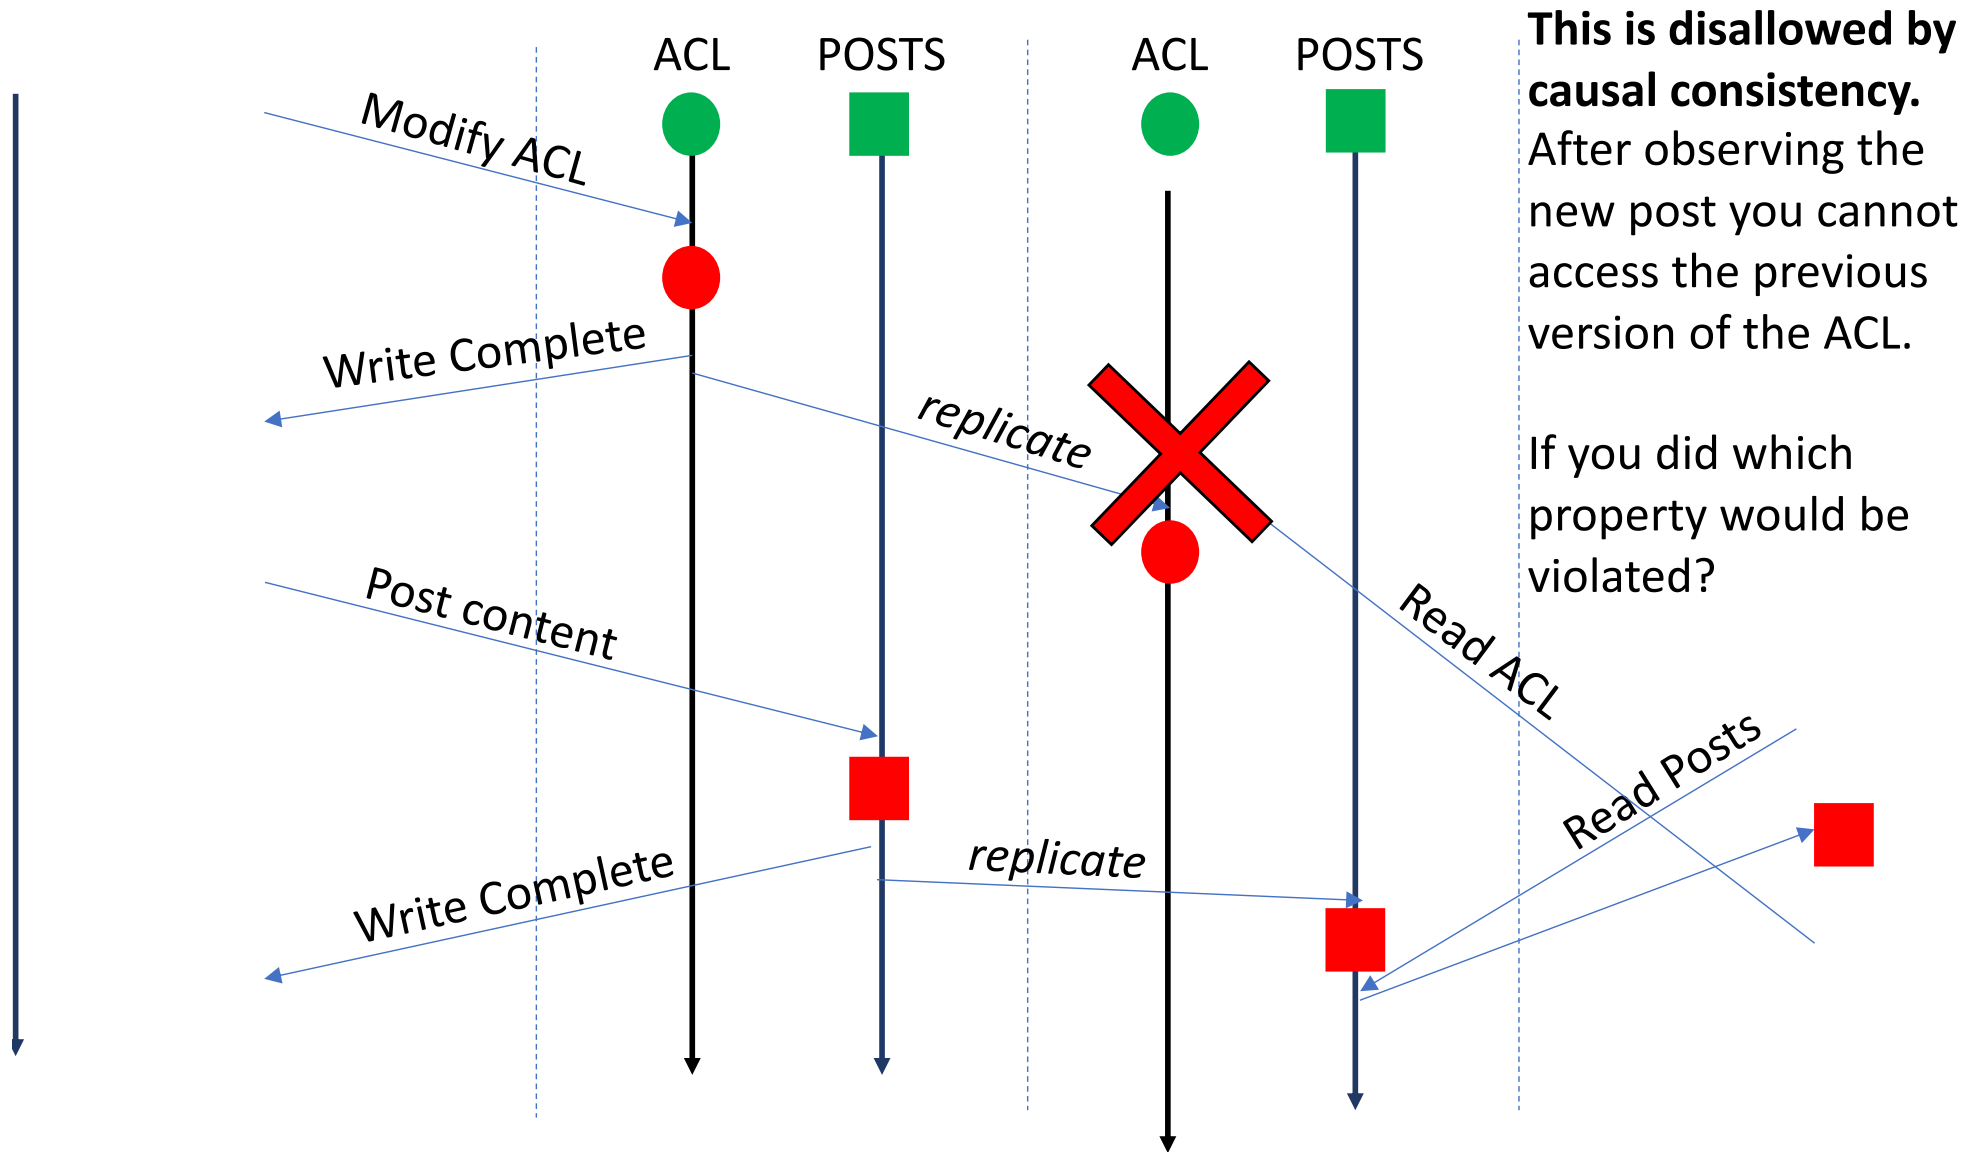 ACL
POSTS
ACL
POSTS
This is disallowed by
causal consistency.
After observing the
new post you cannot
access the previous
version of the ACL.
If you did which
property would be
violated?
Modify ACL
Write Complete
replicate
Post content
Read ACL
Read Posts
Write Complete
replicate